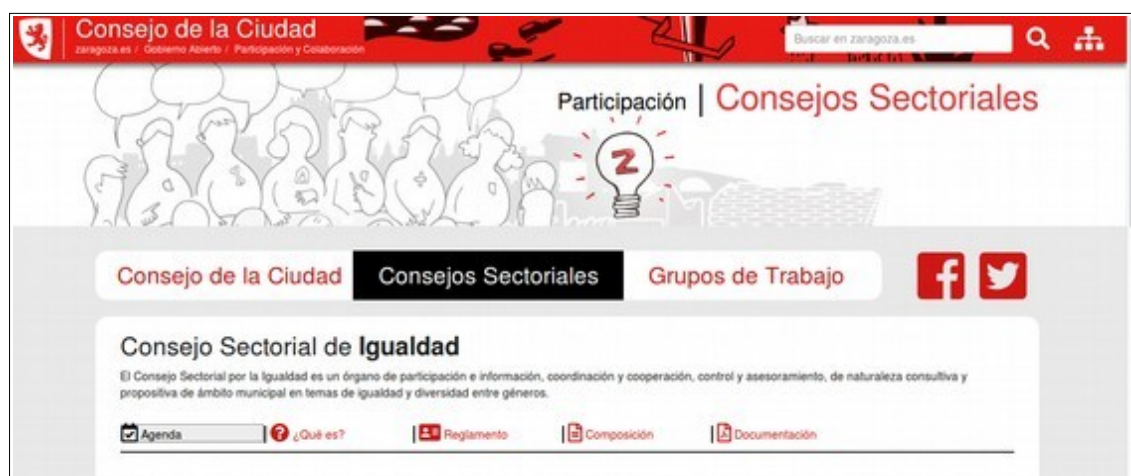 Consejo de la Ciudad
zaragoza.es / Gobierno Abierto / Participación y Colaboración
Buscar en zaragoza.es
Participación | Consejos Sectoriales
Z
Consejo de la Ciudad
Consejos Sectoriales
Grupos de Trabajo
Consejo Sectorial de Igualdad
El Consejo Sectorial por la Igualdad es un órgano de participación e información, coordinación y cooperación, control y asesoramiento, de naturaleza consultiva y
propositiva de ámbito municipal en temas de igualdad y diversidad entre géneros.
Agenda
¿Qué es?
Reglamento
Composición
Documentación